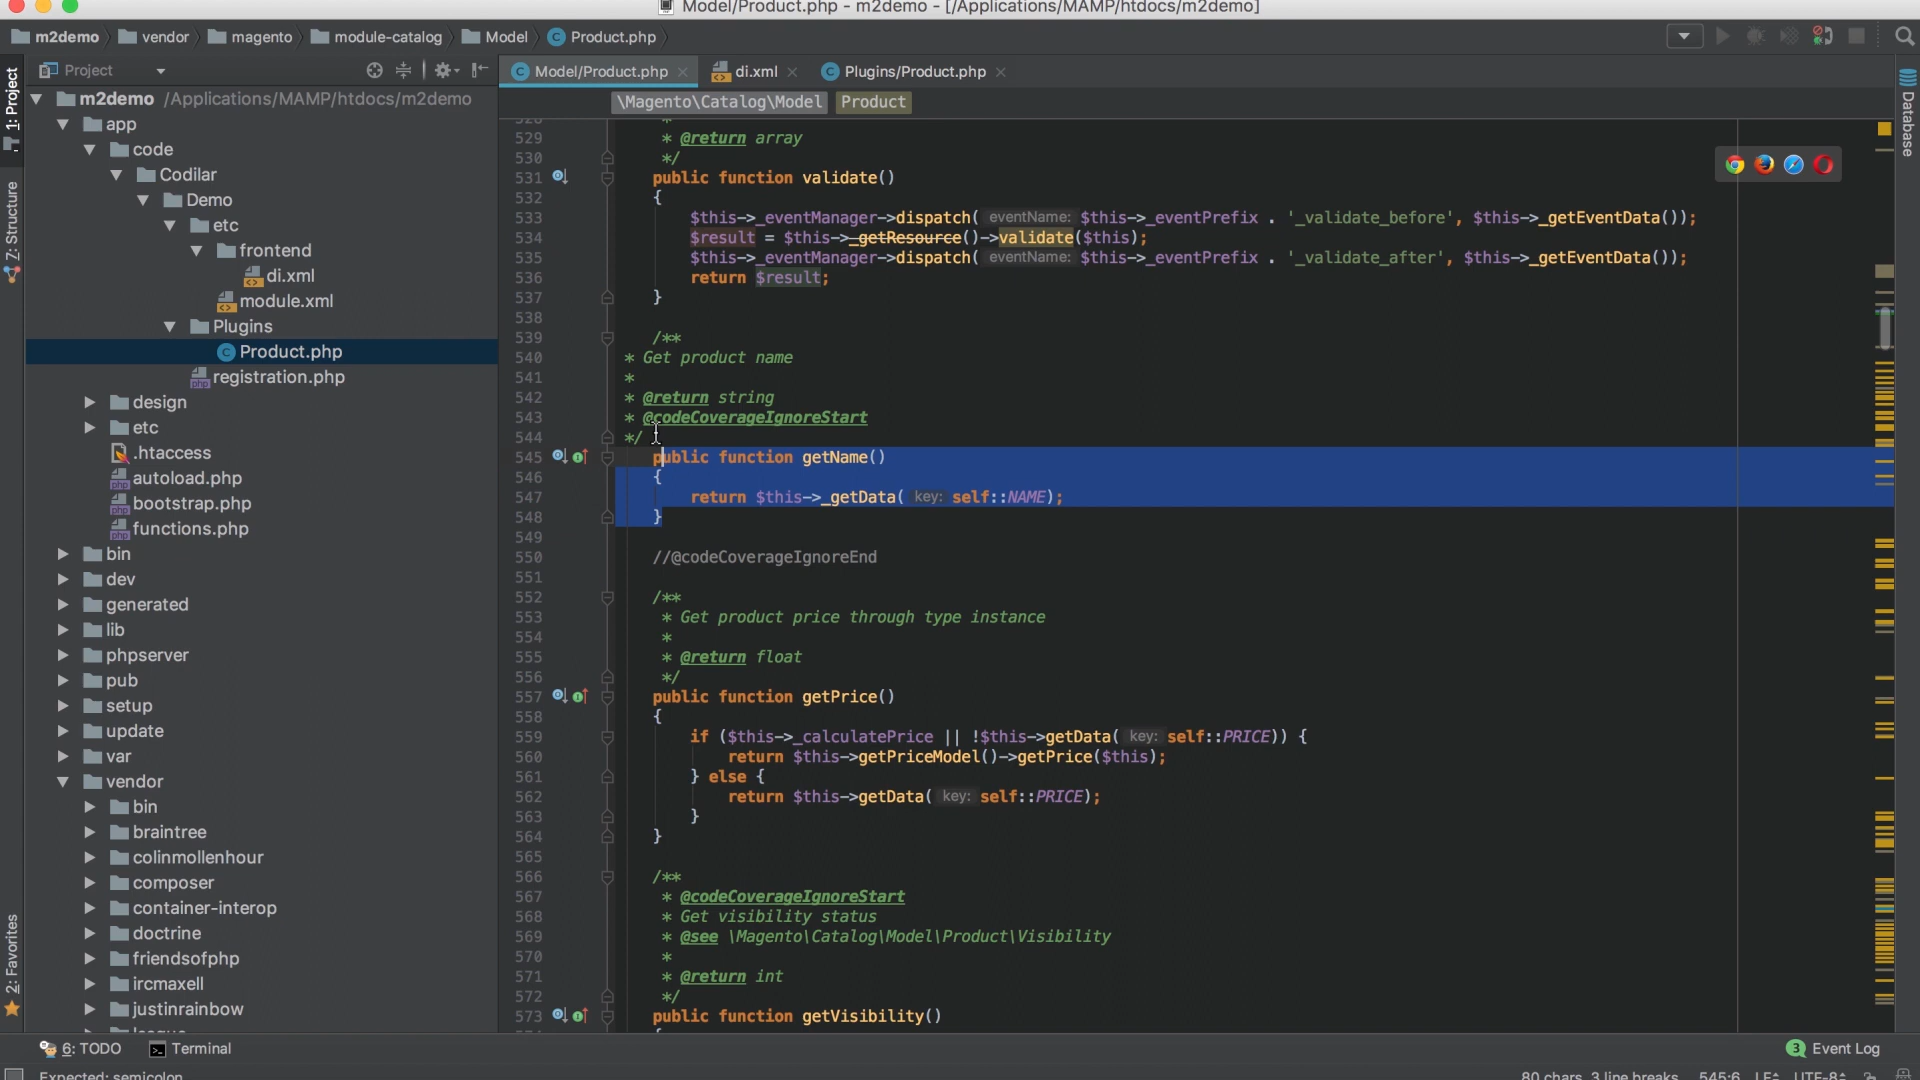 Model/Product.php - m2demo - [/Applications/MAMP/htdocs/m2demo]
m2demo vendor magento module-catalog Model Product.php
Project
Model/Product.php di.xml Plugins/Product.php
\Magento\Catalog\Model Product
1: Project
Z: Structure
2: Favorites
Database
m2demo /Applications/MAMP/htdocs/m2demo
app
code
Codilar
Demo
etc
frontend
di.xml
module.xml
Plugins
Product.php
registration.php
design
etc
.htaccess
autoload.php
bootstrap.php
functions.php
bin
dev
generated
lib
phpserver
pub
setup
update
var
vendor
bin
braintree
colinmollenhour
composer
container-interop
doctrine
friendsofphp
ircmaxell
justinrainbow
529 * @return array
530 */
531 public function validate()
532 {
533 $this->_eventManager->dispatch( eventName: $this->_eventPrefix . '_validate_before', $this->_getEventData());
534 $result = $this->_getResource()->validate($this);
535 $this->_eventManager->dispatch( eventName: $this->_eventPrefix . '_validate_after', $this->_getEventData());
536 return $result;
537 }
538
539 /**
540 * Get product name
541 *
542 * @return string
543 * @codeCoverageIgnoreStart
544 */
545 public function getName()
546 {
547 return $this->_getData( key: self::NAME);
548 }
549
550 //@codeCoverageIgnoreEnd
551
552 /**
553 * Get product price through type instance
554 *
555 * @return float
556 */
557 public function getPrice()
558 {
559 if ($this->_calculatePrice || !$this->getData( key: self::PRICE)) {
560 return $this->getPriceModel()->getPrice($this);
561 } else {
562 return $this->getData( key: self::PRICE);
563 }
564 }
565
566 /**
567 * @codeCoverageIgnoreStart
568 * Get visibility status
569 * @see \Magento\Catalog\Model\Product\Visibility
570 *
571 * @return int
572 */
573 public function getVisibility()
6: TODO Terminal
3 Event Log
Expected: semicolon
80 chars, 3 line breaks 545:6 LF UTF-8